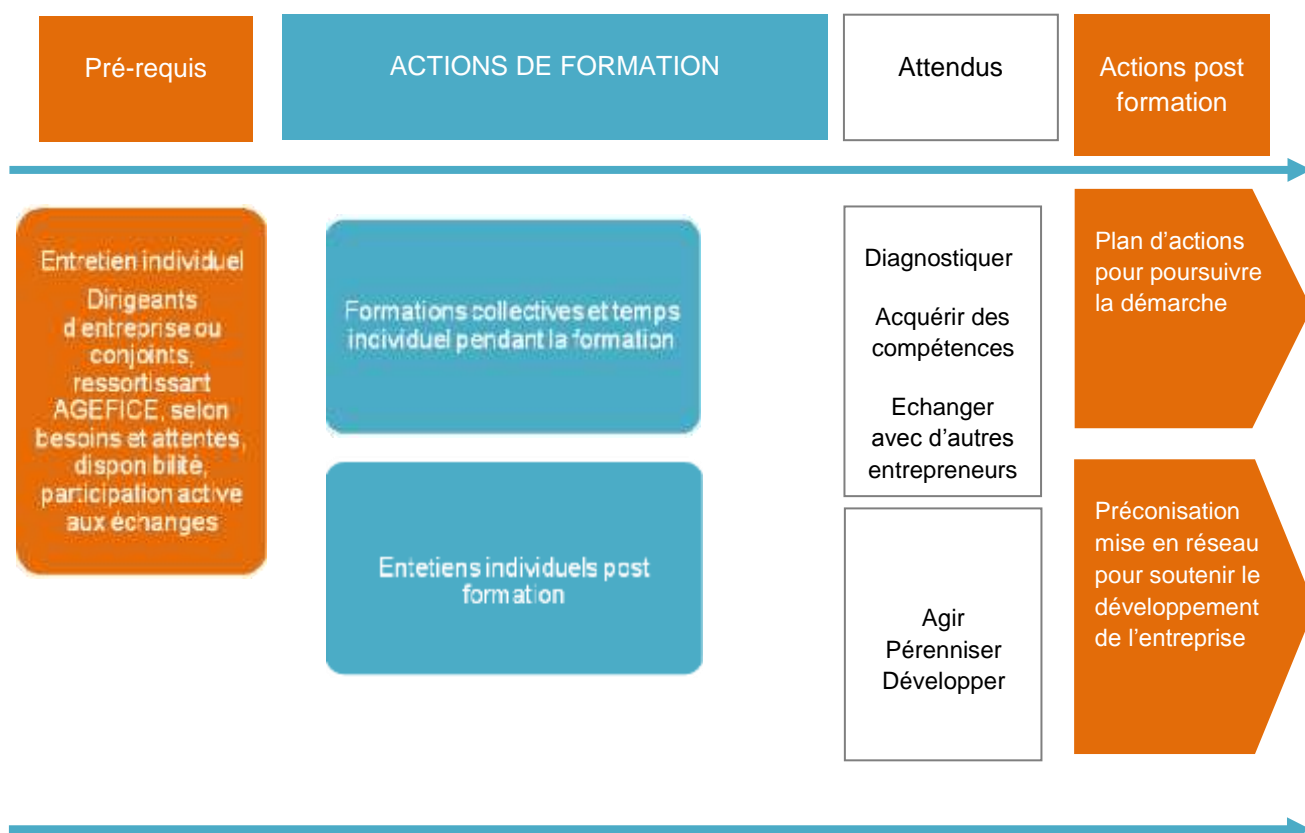 Pré-requis
ACTIONS DE FORMATION
Attendus
Actions post
formation
Entretien individuel
Dirigeants
d'entreprise ou
conjoints,
ressortissant
AGEFICE, selon
besoins et attentes,
disponibilité,
participation active
aux échanges
Formations collectives et temps
individuel pendant la formation
Entetiens individuels post
formation
Diagnostiquer
Acquérir des
compétences
Echanger
avec d’autres
entrepreneurs
Agir
Pérenniser
Développer
Plan d’actions
pour poursuivre
la démarche
Préconisation
mise en réseau
pour soutenir le
développement
de l’entreprise